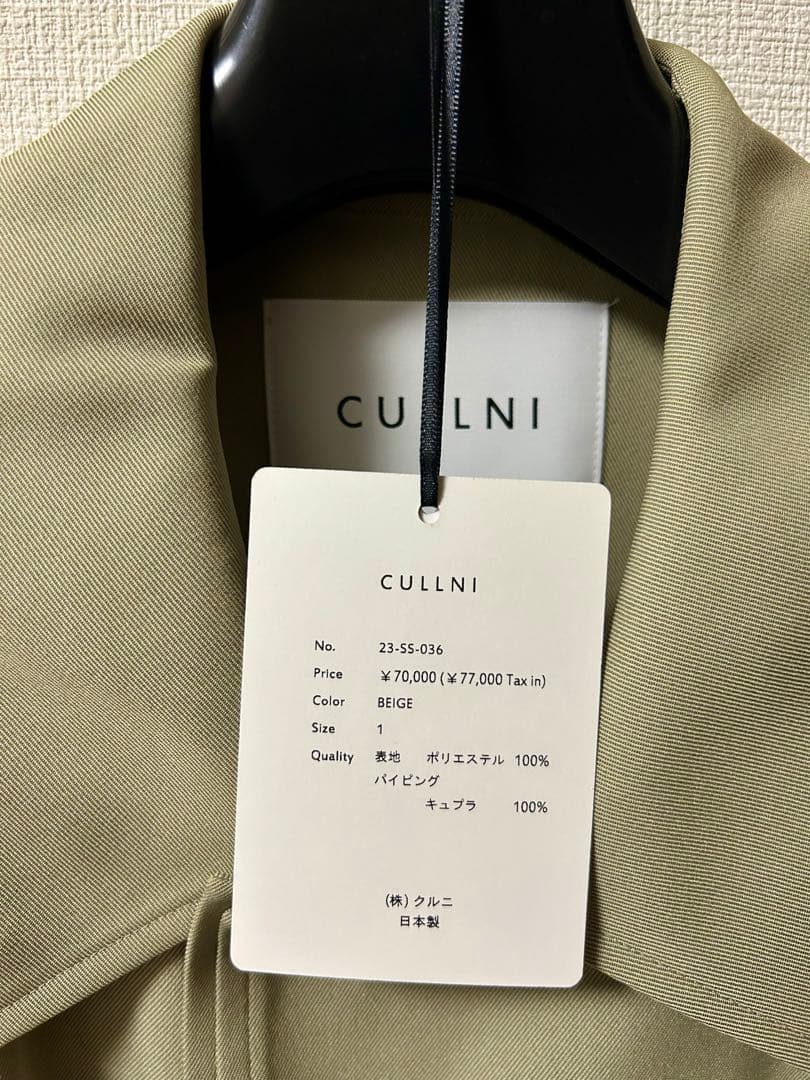 CULLNI
CULLNI
No. 23-SS-036
Price ￥70,000 (￥77,000 Tax in)
Color BEIGE
Size 1
Quality 表地 ポリエステル 100%
パイピング
キュプラ 100%
(株) クルニ
日本製